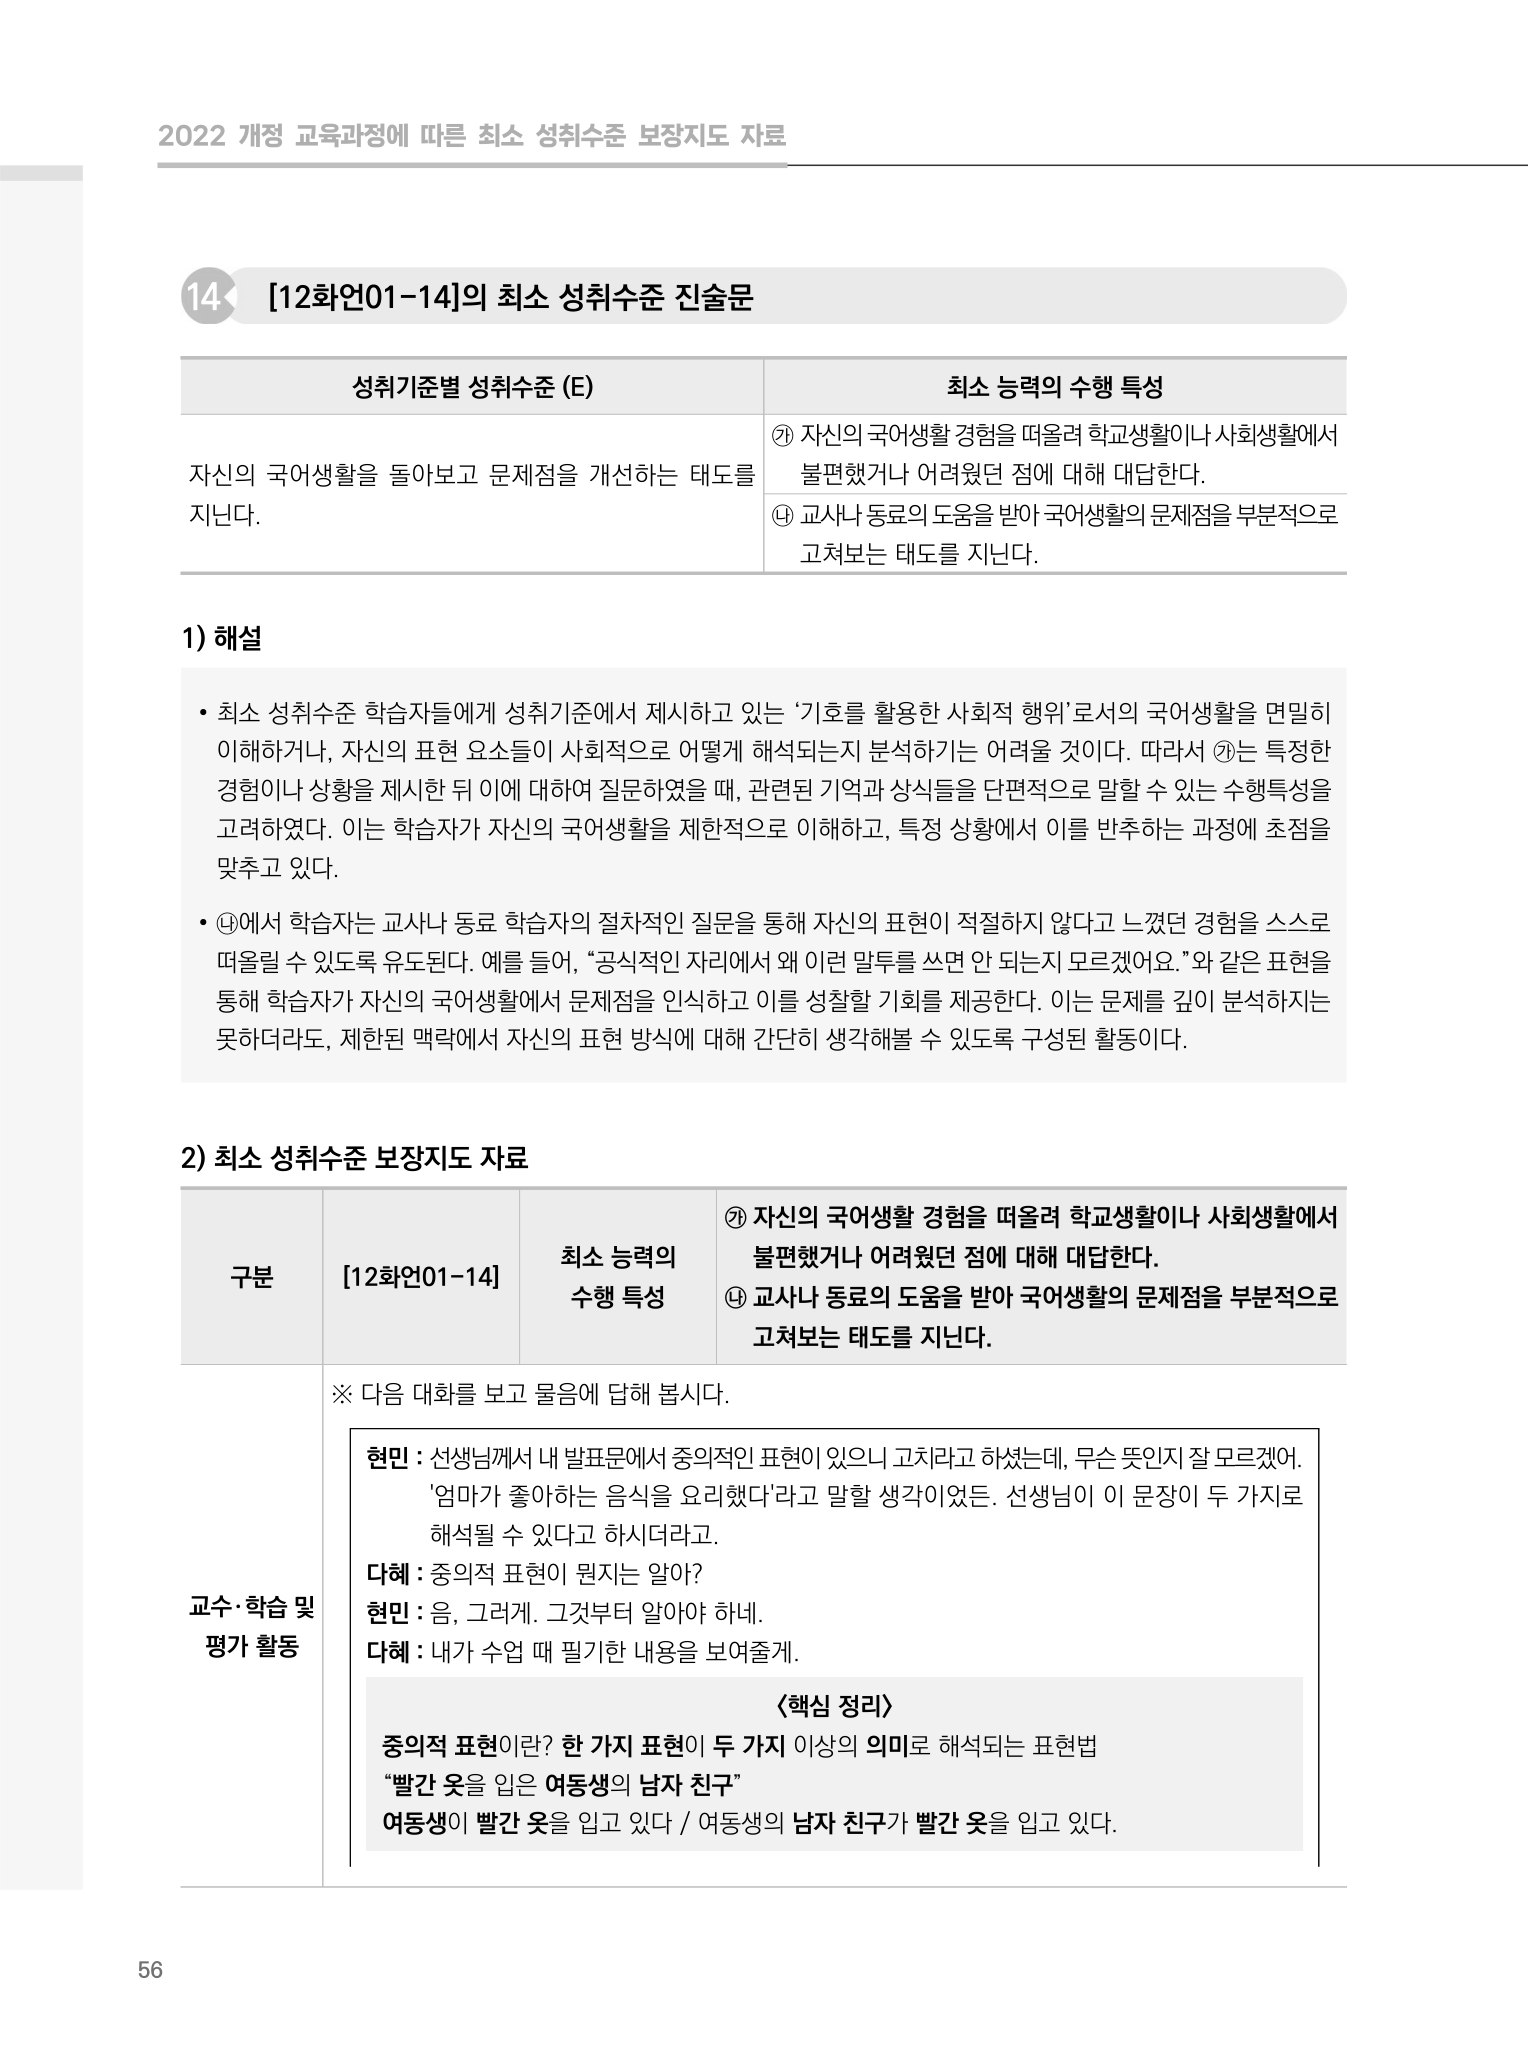 2022 개정 교육과정에 따른 최소 성취수준 보장지도 자료
14 [12화언01-14]의 최소 성취수준 진술문
성취기준별 성취수준 (E) 최소 능력의 수행 특성
자신의 국어생활을 돌아보고 문제점을 개선하는 태도를
지닌다.
㉮ 자신의 국어생활 경험을 떠올려 학교생활이나 사회생활에서
불편했거나 어려웠던 점에 대해 대답한다.
㉯ 교사나 동료의 도움을 받아 국어생활의 문제점을 부분적으로
고쳐보는 태도를 지닌다.
1) 해설
• 최소 성취수준 학습자들에게 성취기준에서 제시하고 있는 ‘기호를 활용한 사회적 행위’로서의 국어생활을 면밀히
이해하거나, 자신의 표현 요소들이 사회적으로 어떻게 해석되는지 분석하기는 어려울 것이다. 따라서 ㉮는 특정한
경험이나 상황을 제시한 뒤 이에 대하여 질문하였을 때, 관련된 기억과 상식들을 단편적으로 말할 수 있는 수행특성을
고려하였다. 이는 학습자가 자신의 국어생활을 제한적으로 이해하고, 특정 상황에서 이를 반추하는 과정에 초점을
맞추고 있다.
• ㉯에서 학습자는 교사나 동료 학습자의 절차적인 질문을 통해 자신의 표현이 적절하지 않다고 느꼈던 경험을 스스로
떠올릴 수 있도록 유도된다. 예를 들어, “공식적인 자리에서 왜 이런 말투를 쓰면 안 되는지 모르겠어요.”와 같은 표현을
통해 학습자가 자신의 국어생활에서 문제점을 인식하고 이를 성찰할 기회를 제공한다. 이는 문제를 깊이 분석하지는
못하더라도, 제한된 맥락에서 자신의 표현 방식에 대해 간단히 생각해볼 수 있도록 구성된 활동이다.
2) 최소 성취수준 보장지도 자료
구분 [12화언01-14] 최소 능력의
수행 특성
㉮ 자신의 국어생활 경험을 떠올려 학교생활이나 사회생활에서
불편했거나 어려웠던 점에 대해 대답한다.
㉯ 교사나 동료의 도움을 받아 국어생활의 문제점을 부분적으로
고쳐보는 태도를 지닌다.
교수·학습 및
평가 활동
※ 다음 대화를 보고 물음에 답해 봅시다.
현민 : 선생님께서 내 발표문에서 중의적인 표현이 있으니 고치라고 하셨는데, 무슨 뜻인지 잘 모르겠어.
'엄마가 좋아하는 음식을 요리했다'라고 말할 생각이었든. 선생님이 이 문장이 두 가지로
해석될 수 있다고 하시더라고.
다혜 : 중의적 표현이 뭔지는 알아?
현민 : 음, 그러게. 그것부터 알아야 하네.
다혜 : 내가 수업 때 필기한 내용을 보여줄게.
〈핵심 정리〉
중의적 표현이란? 한 가지 표현이 두 가지 이상의 의미로 해석되는 표현법
“빨간 옷을 입은 여동생의 남자 친구”
여동생이 빨간 옷을 입고 있다 / 여동생의 남자 친구가 빨간 옷을 입고 있다.
56